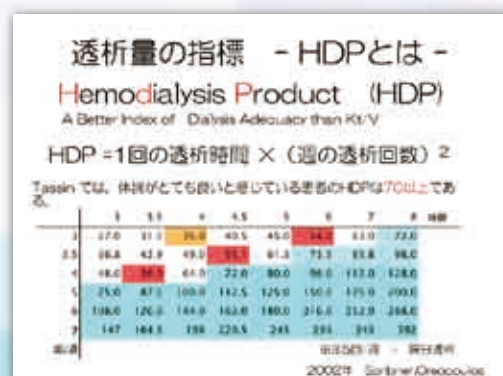 透析量の指標 - HDPとは -
Hemodialysis Product (HDP)
A Better Index of Dialysis Adequacy than Kt/V
HDP =1回の透析時間 × (週の透析回数) 2
Tassin では、体調がとても良いと感じている患者のHDPは70以上であ
る。
3 3.5 4 4.5 5 6 7 8 時間
3 27.0 31.5 36.0 40.5 45.0 54.0 63.0 72.0
3.5 36.8 42.9 49.0 55.1 61.3 73.5 85.8 98.0
4 48.0 56.0 64.0 72.0 80.0 96.0 112.0 128.0
5 75.0 87.5 100.0 112.5 125.0 150.0 175.0 200.0
6 108.0 126.0 144.0 162.0 180.0 216.0 252.0 288.0
7 147 196 220.5 245 294 343 392
回/週
2002年 Scribner/Oreopoulos